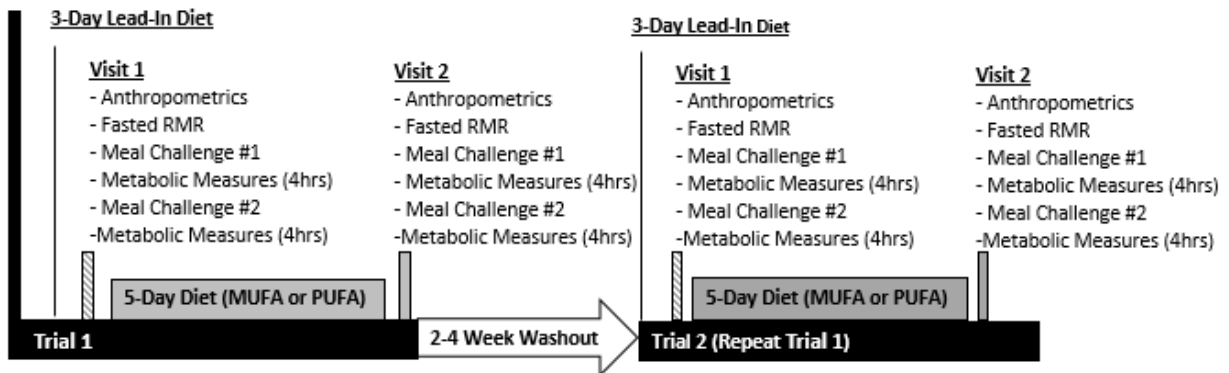 3-Day Lead-In Diet
Visit 1
- Anthropometrics
- Fasted RMR
- Meal Challenge #1
- Metabolic Measures (4hrs)
- Meal Challenge #2
-Metabolic Measures (4hrs)
Visit 2
- Anthropometrics
- Fasted RMR
- Meal Challenge #1
- Metabolic Measures (4hrs)
- Meal Challenge #2
-Metabolic Measures (4hrs)
5-Day Diet (MUFA or PUFA)
Trial 1
2-4 Week Washout
3-Day Lead-In Diet
Visit 1
- Anthropometrics
- Fasted RMR
- Meal Challenge #1
- Metabolic Measures (4hrs)
- Meal Challenge #2
-Metabolic Measures (4hrs)
Visit 2
- Anthropometrics
- Fasted RMR
- Meal Challenge #1
- Metabolic Measures (4hrs)
- Meal Challenge #2
-Metabolic Measures (4hrs)
5-Day Diet (MUFA or PUFA)
Trial 2 (Repeat Trial 1)